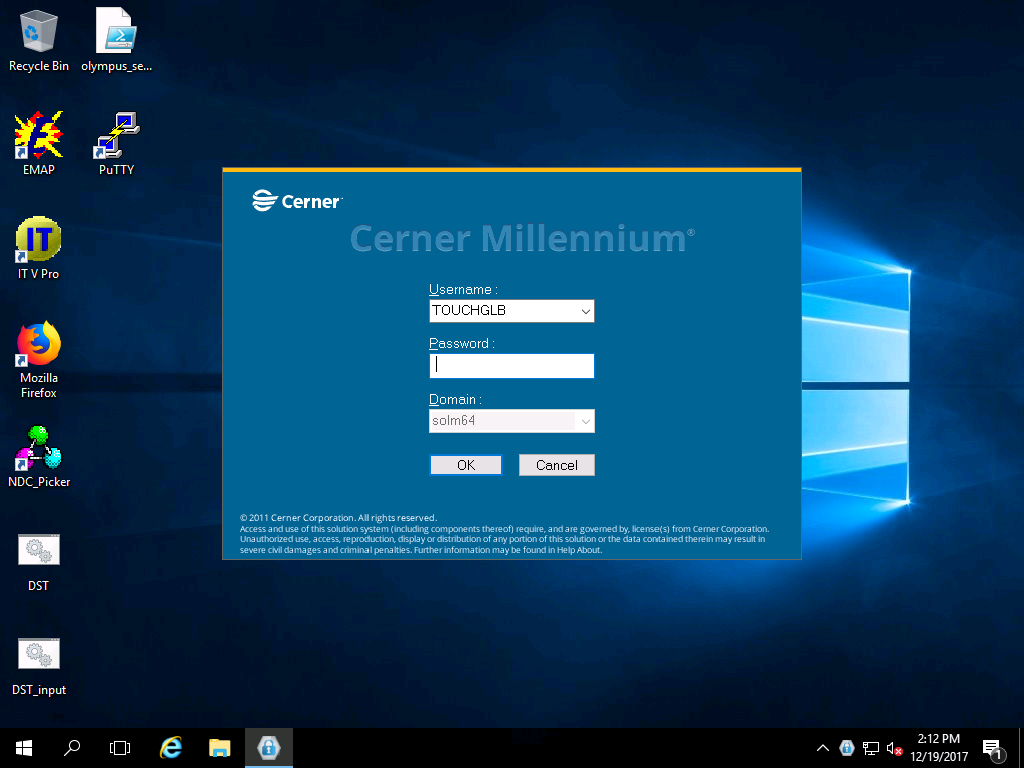 Recycle Bin
olympus_se...
EMAP
PuTTY
IT V Pro
Mozilla
Firefox
NDC_Picker
DST
DST_input
Cerner
Cerner Millennium®
Username :
TOUCHGLB
Password :
Domain :
solm64
OK
Cancel
© 2011 Cerner Corporation. All rights reserved.
Access and use of this solution system (including components thereof) require, and are governed by, license(s) from Cerner Corporation.
Unauthorized use, access, reproduction, display or distribution of any portion of this solution or the data contained therein may result in
severe civil damages and criminal penalties. Further information may be found in Help About.
2:12 PM
12/19/2017
1